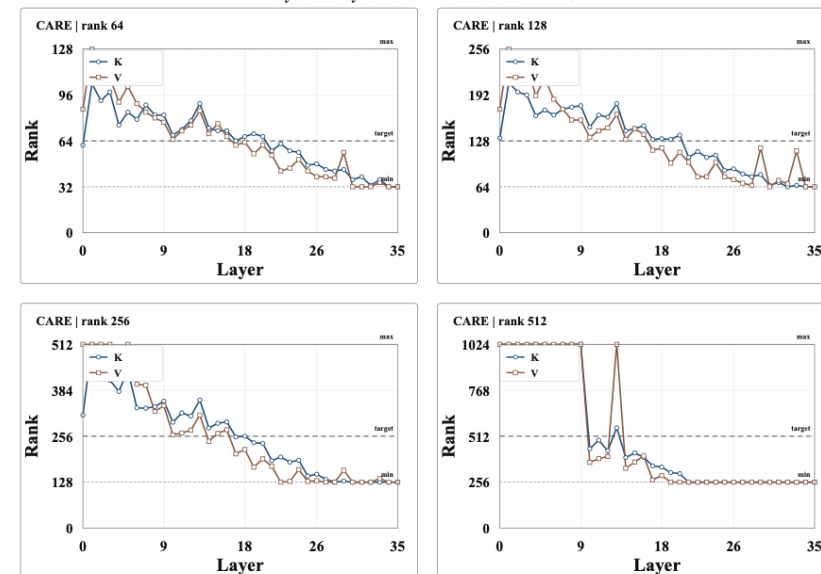 CARE | rank 64
max
128
K
V
96
64
target
32
min
0
0 9 18 26 35
Rank
Layer
CARE | rank 128
max
256
K
V
192
128
target
64
min
0
0 9 18 26 35
Rank
Layer
CARE | rank 256
max
512
K
V
384
256
target
128
min
0
0 9 18 26 35
Rank
Layer
CARE | rank 512
max
1024
K
V
768
512
target
256
min
0
0 9 18 26 35
Rank
Layer